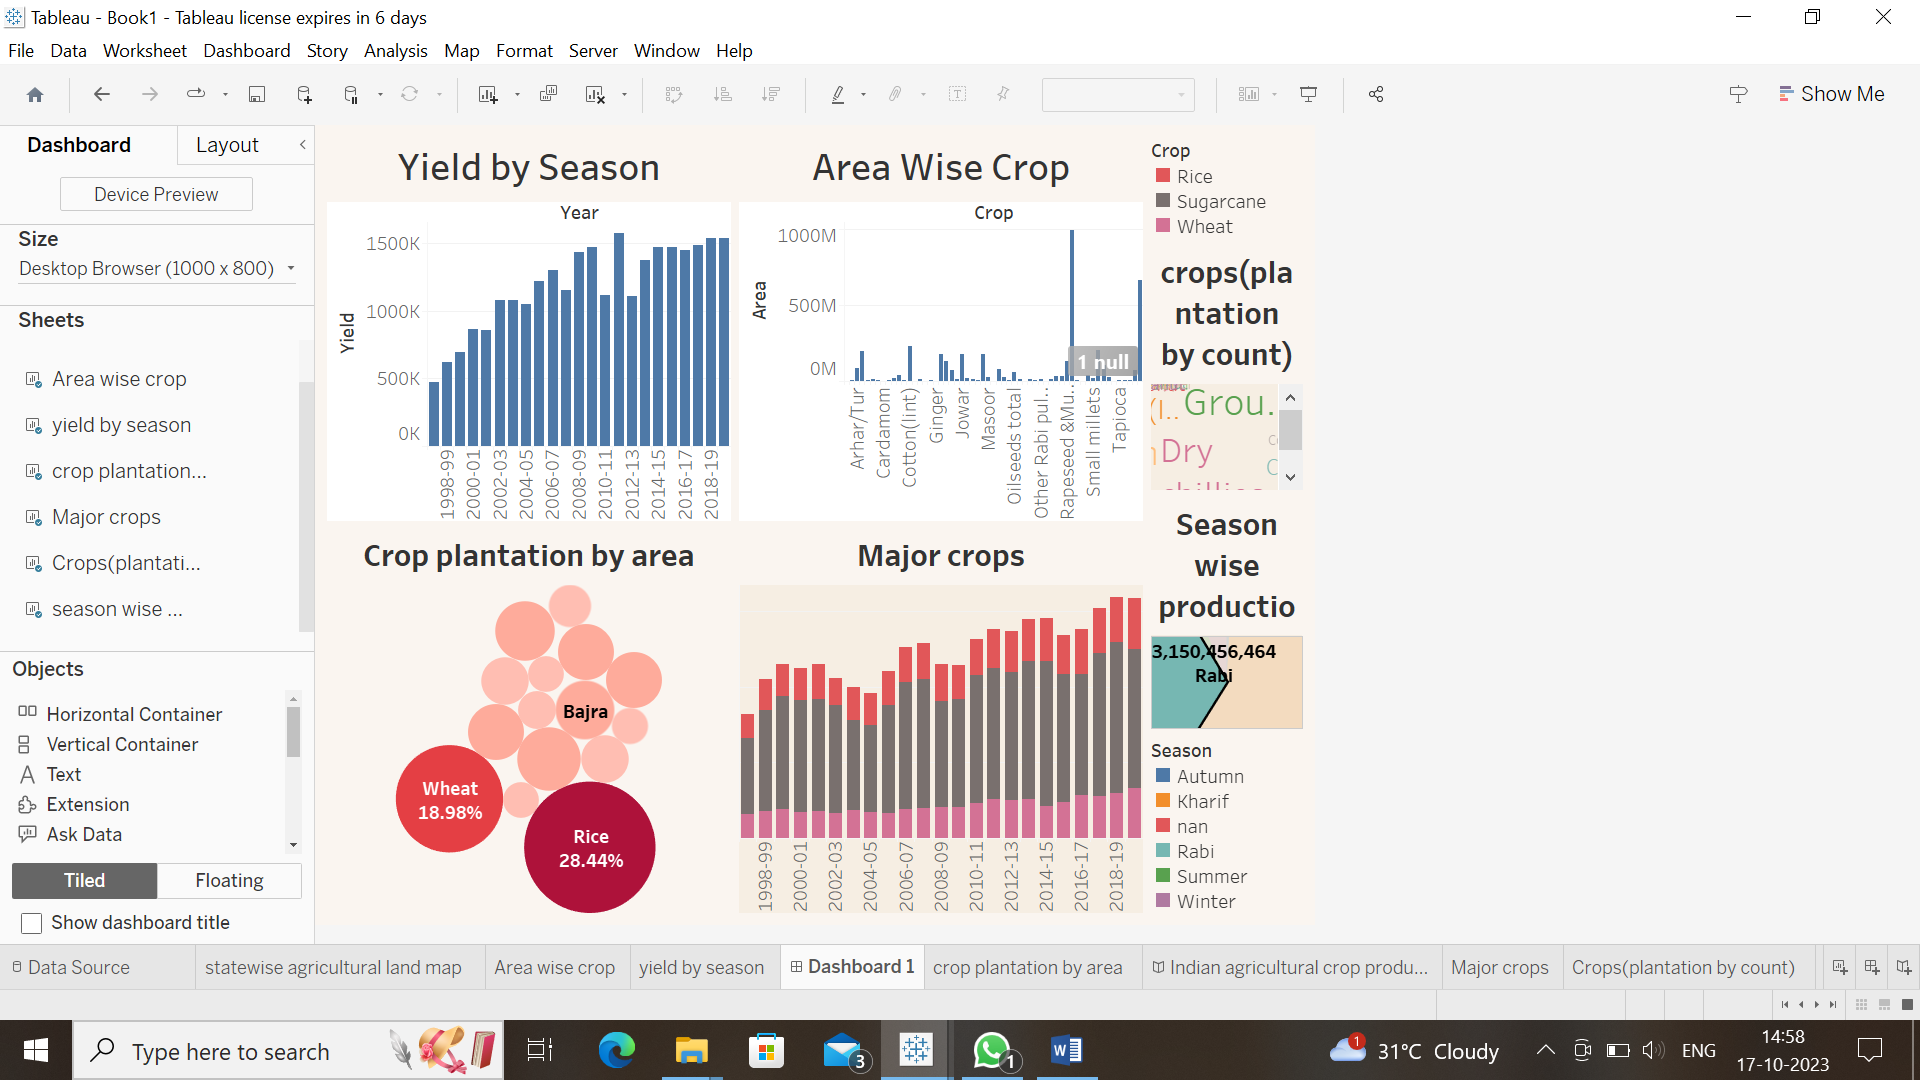 Tableau - Book1 - Tableau license expires in 6 days
File Data Worksheet Dashboard Story Analysis Map Format Server Window Help
Show Me
Dashboard
Layout
Device Preview
Size
Desktop Browser (1000 x 800)
Sheets
Area wise crop
yield by season
crop plantation...
Major crops
Crops(plantati...
season wise ...
Objects
Horizontal Container
Vertical Container
Text
Extension
Ask Data
Tiled
Floating
Show dashboard title
Yield by Season
Year
Yield
1500K
1000K
500K
0K
1998-99
2000-01
2002-03
2004-05
2006-07
2008-09
2010-11
2012-13
2014-15
2016-17
2018-19
Area Wise Crop
Crop
Area
1000M
500M
0M
1 null
Arhar/Tur
Cardamom
Cotton(lint)
Ginger
Jowar
Masoor
Oilseeds total
Other Rabi pul..
Rapeseed &Mu..
Small millets
Tapioca
Crop plantation by area
Bajra
Wheat
18.98%
Rice
28.44%
Major crops
1998-99
2000-01
2002-03
2004-05
2006-07
2008-09
2010-11
2012-13
2014-15
2016-17
2018-19
Crop
Rice
Sugarcane
Wheat
crops(pla
ntation
by count)
Grou.
Dry
Season
wise
productio
3,150,456,464
Rabi
Season
Autumn
Kharif
nan
Rabi
Summer
Winter
Data Source
statewise agricultural land map
Area wise crop
yield by season
Dashboard 1
crop plantation by area
Indian agricultural crop produ...
Major crops
Crops(plantation by count)
Type here to search
3
1
1
31°C Cloudy
ENG
14:58
17-10-2023